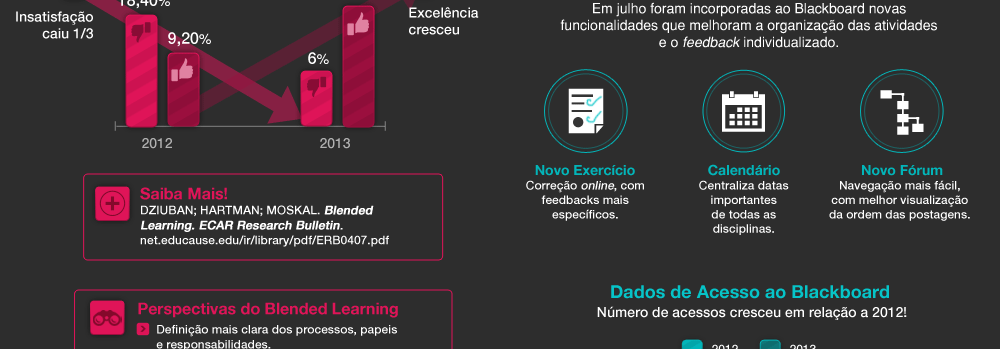 18,40%
Insatisfação
caiu 1/3
9,20%
6%
Excelência
cresceu
2012
2013
Saiba Mais!
DZIUBAN; HARTMAN; MOSKAL. Blended
Learning. ECAR Research Bulletin.
net.educause.edu/ir/library/pdf/ERB0407.pdf
Perspectivas do Blended Learning
Definição mais clara dos processos, papeis
e responsabilidades.
Em julho foram incorporadas ao Blackboard novas
funcionalidades que melhoram a organização das atividades
e o feedback individualizado.
Novo Exercício
Correção online, com
feedbacks mais
específicos.
Calendário
Centraliza datas
importantes
de todas as
disciplinas.
Novo Fórum
Navegação mais fácil,
com melhor visualização
da ordem das postagens.
Dados de Acesso ao Blackboard
Número de acessos cresceu em relação a 2012!
2012
2013